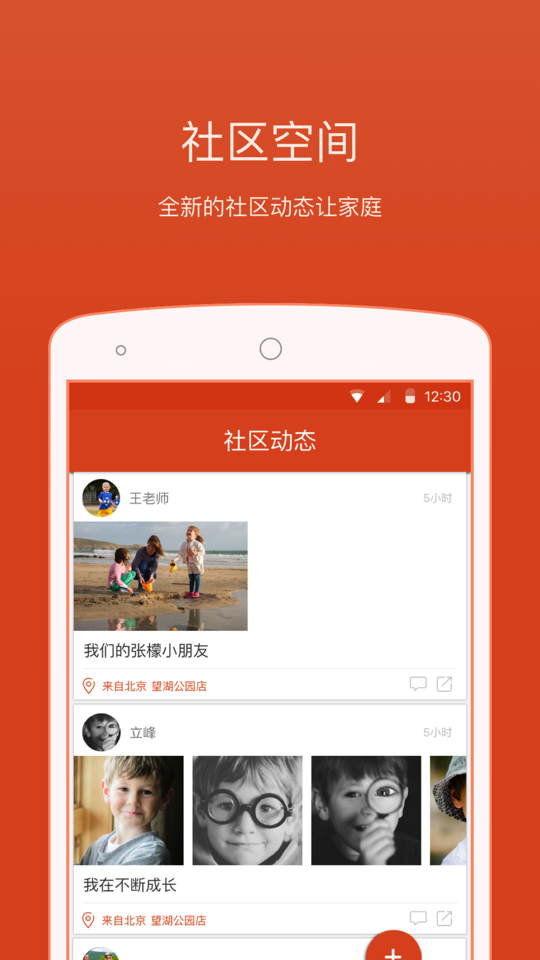 社区空间
全新的社区动态让家庭
12:30
社区动态
王老师
5小时
我们的张檬小朋友
来自北京 望湖公园店
立峰
5小时
我在不断成长
来自北京 望湖公园店